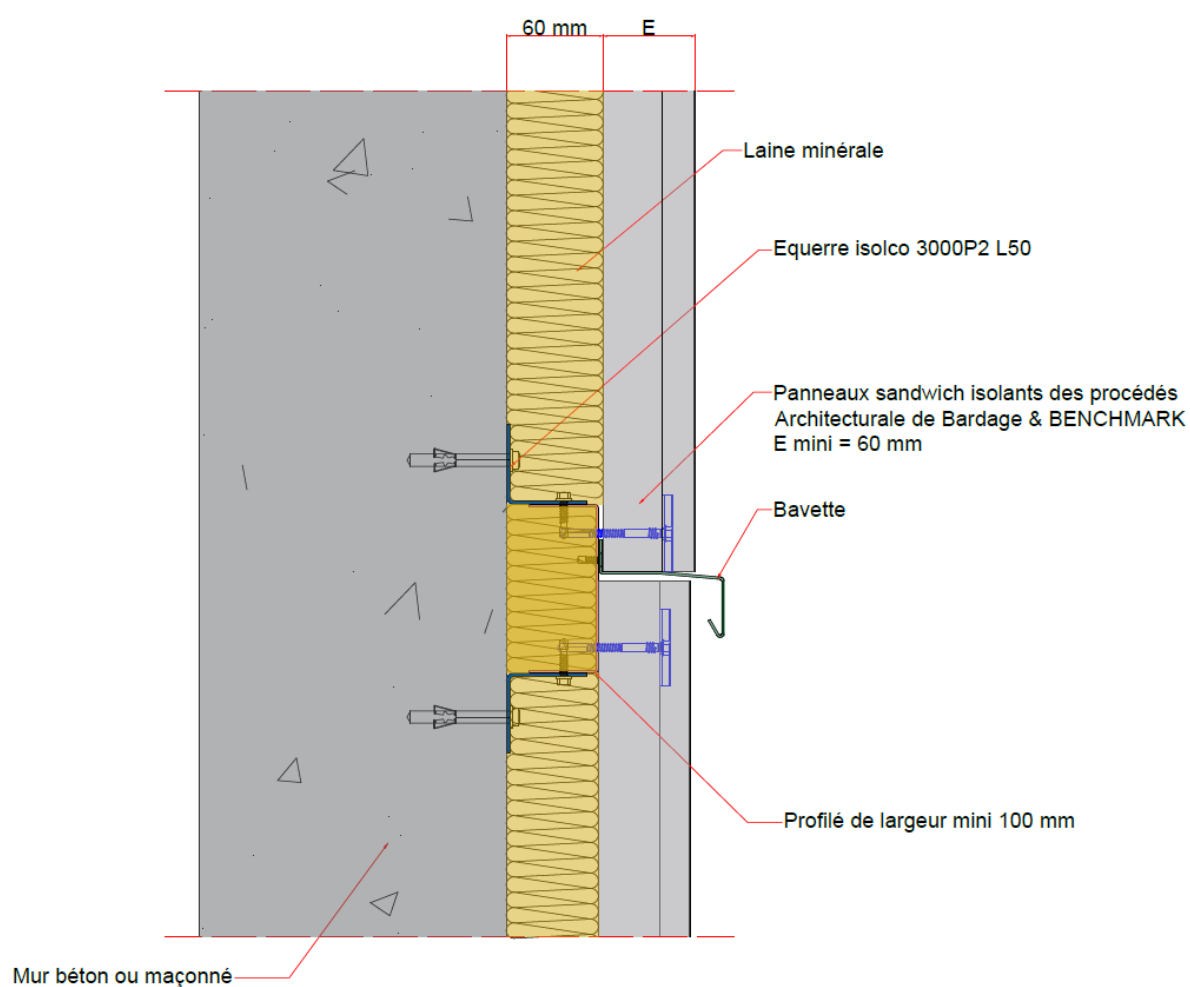 60 mm
E
Laine minérale
Equerre isolco 3000P2 L50
Panneaux sandwich isolants des procédés
Architecturale de Bardage & BENCHMARK
E mini = 60 mm
Bavette
Profilé de largeur mini 100 mm
Mur béton ou maçonné